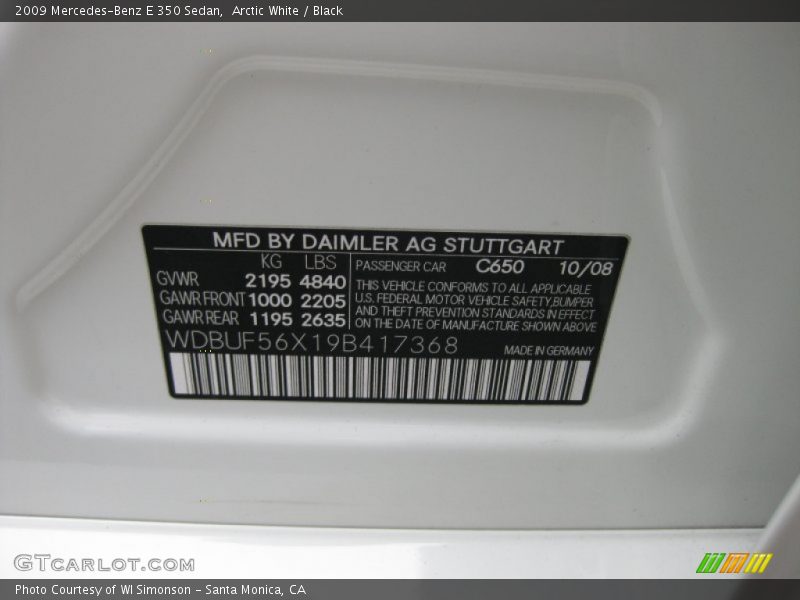 2009 Mercedes-Benz E 350 Sedan, Arctic White / Black
MFD BY DAIMLER AG STUTTGART
KG LBS
GVWR 2195 4840
GAWR FRONT 1000 2205
GAWR REAR 1195 2635
PASSENGER CAR C650 10/08
THIS VEHICLE CONFORMS TO ALL APPLICABLE
U.S. FEDERAL MOTOR VEHICLE SAFETY,BUMPER
AND THEFT PREVENTION STANDARDS IN EFFECT
ON THE DATE OF MANUFACTURE SHOWN ABOVE
WDBUF56X19B417368
MADE IN GERMANY
GTCARLOT.COM
Photo Courtesy of WI Simonson - Santa Monica, CA